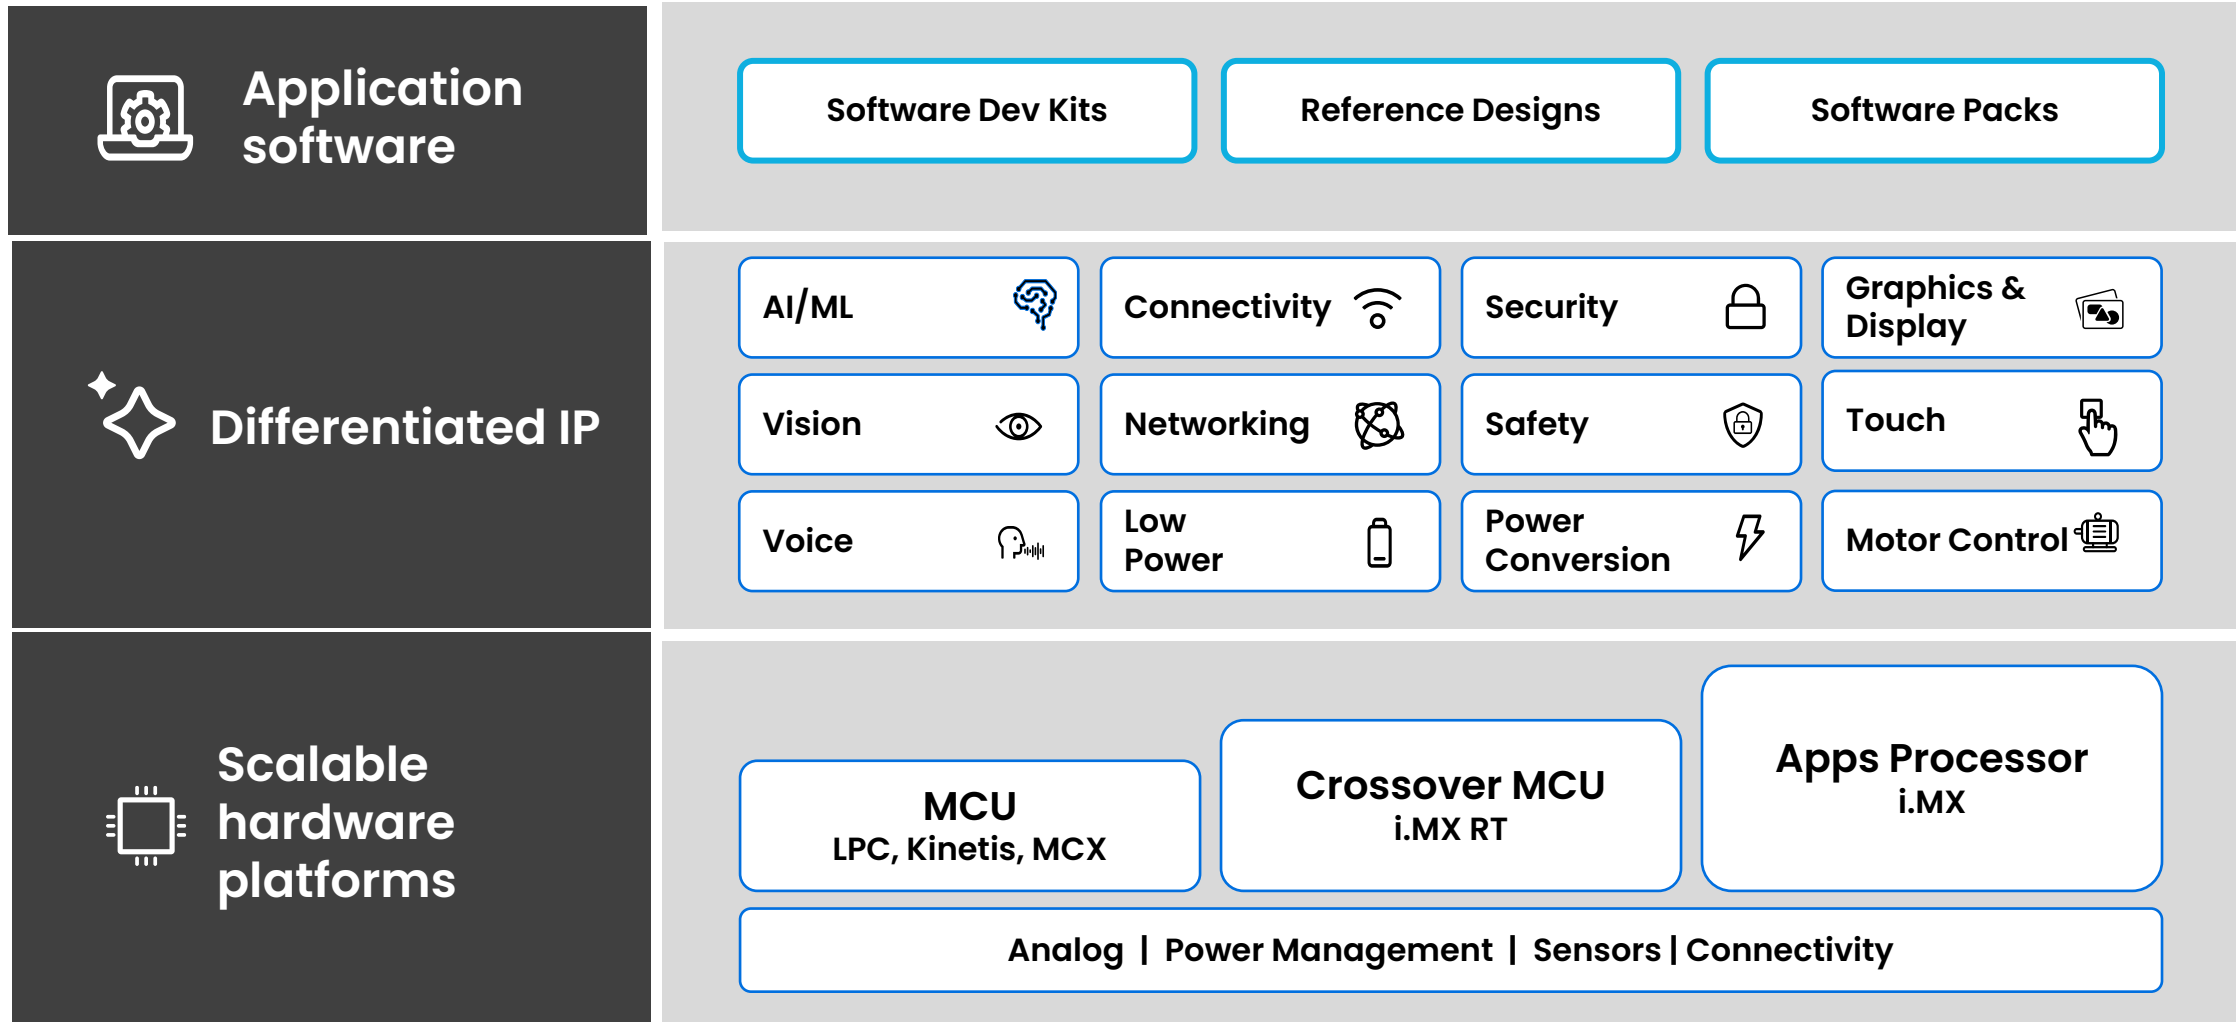 Application
software
Software Dev Kits
Reference Designs
Software Packs
Differentiated IP
AI/ML
Connectivity
Security
Graphics &
Display
Vision
Networking
Safety
Touch
Voice
Low
Power
Power
Conversion
Motor Control
Scalable
hardware
platforms
MCU
LPC, Kinetis, MCX
Crossover MCU
i.MX RT
Apps Processor
i.MX
Analog | Power Management | Sensors | Connectivity